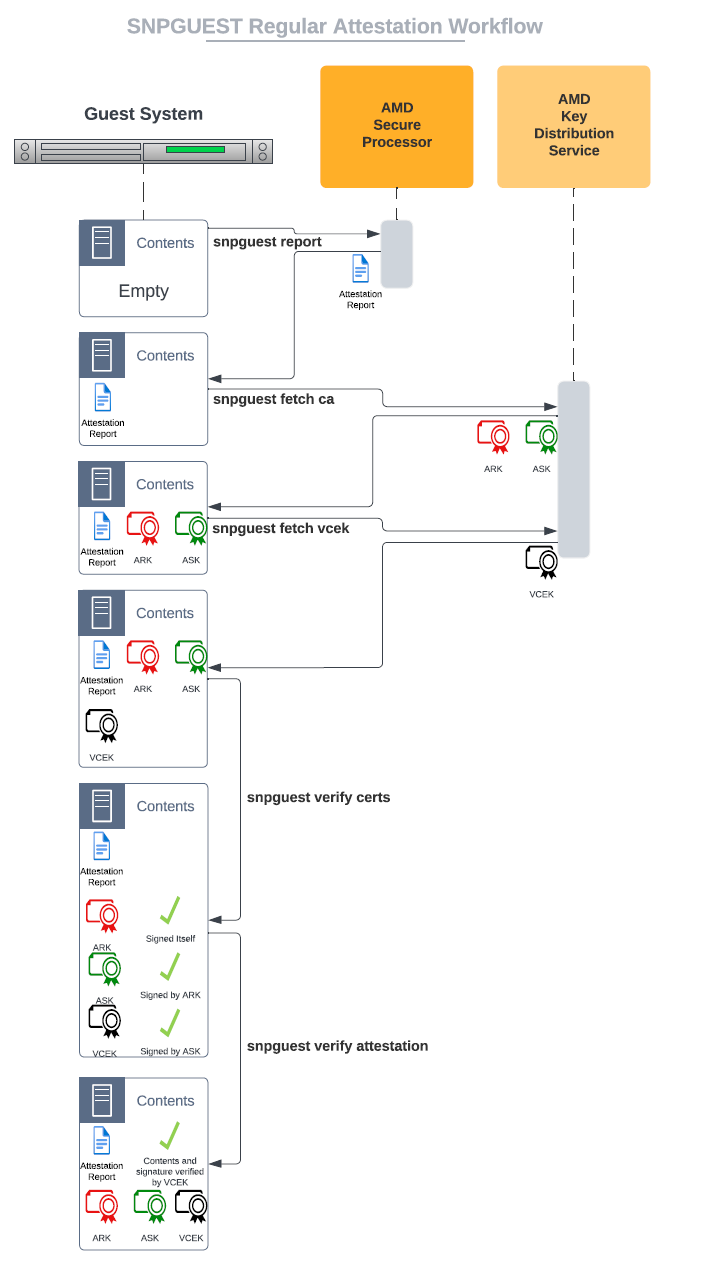 SNPGUEST Regular Attestation Workflow
Guest System
AMD
Secure
Processor
AMD
Key
Distribution
Service
Contents
Empty
snpguest report
Attestation
Report
Contents
Attestation
Report
snpguest fetch ca
ARK
ASK
Contents
Attestation
Report
ARK
ASK
snpguest fetch vcek
VCEK
Contents
Attestation
Report
ARK
ASK
VCEK
snpguest verify certs
Contents
Attestation
Report
ARK
Signed Itself
ASK
Signed by ARK
VCEK
Signed by ASK
snpguest verify attestation
Contents
Attestation
Report
Contents and
signature verified
by VCEK
ARK
ASK
VCEK